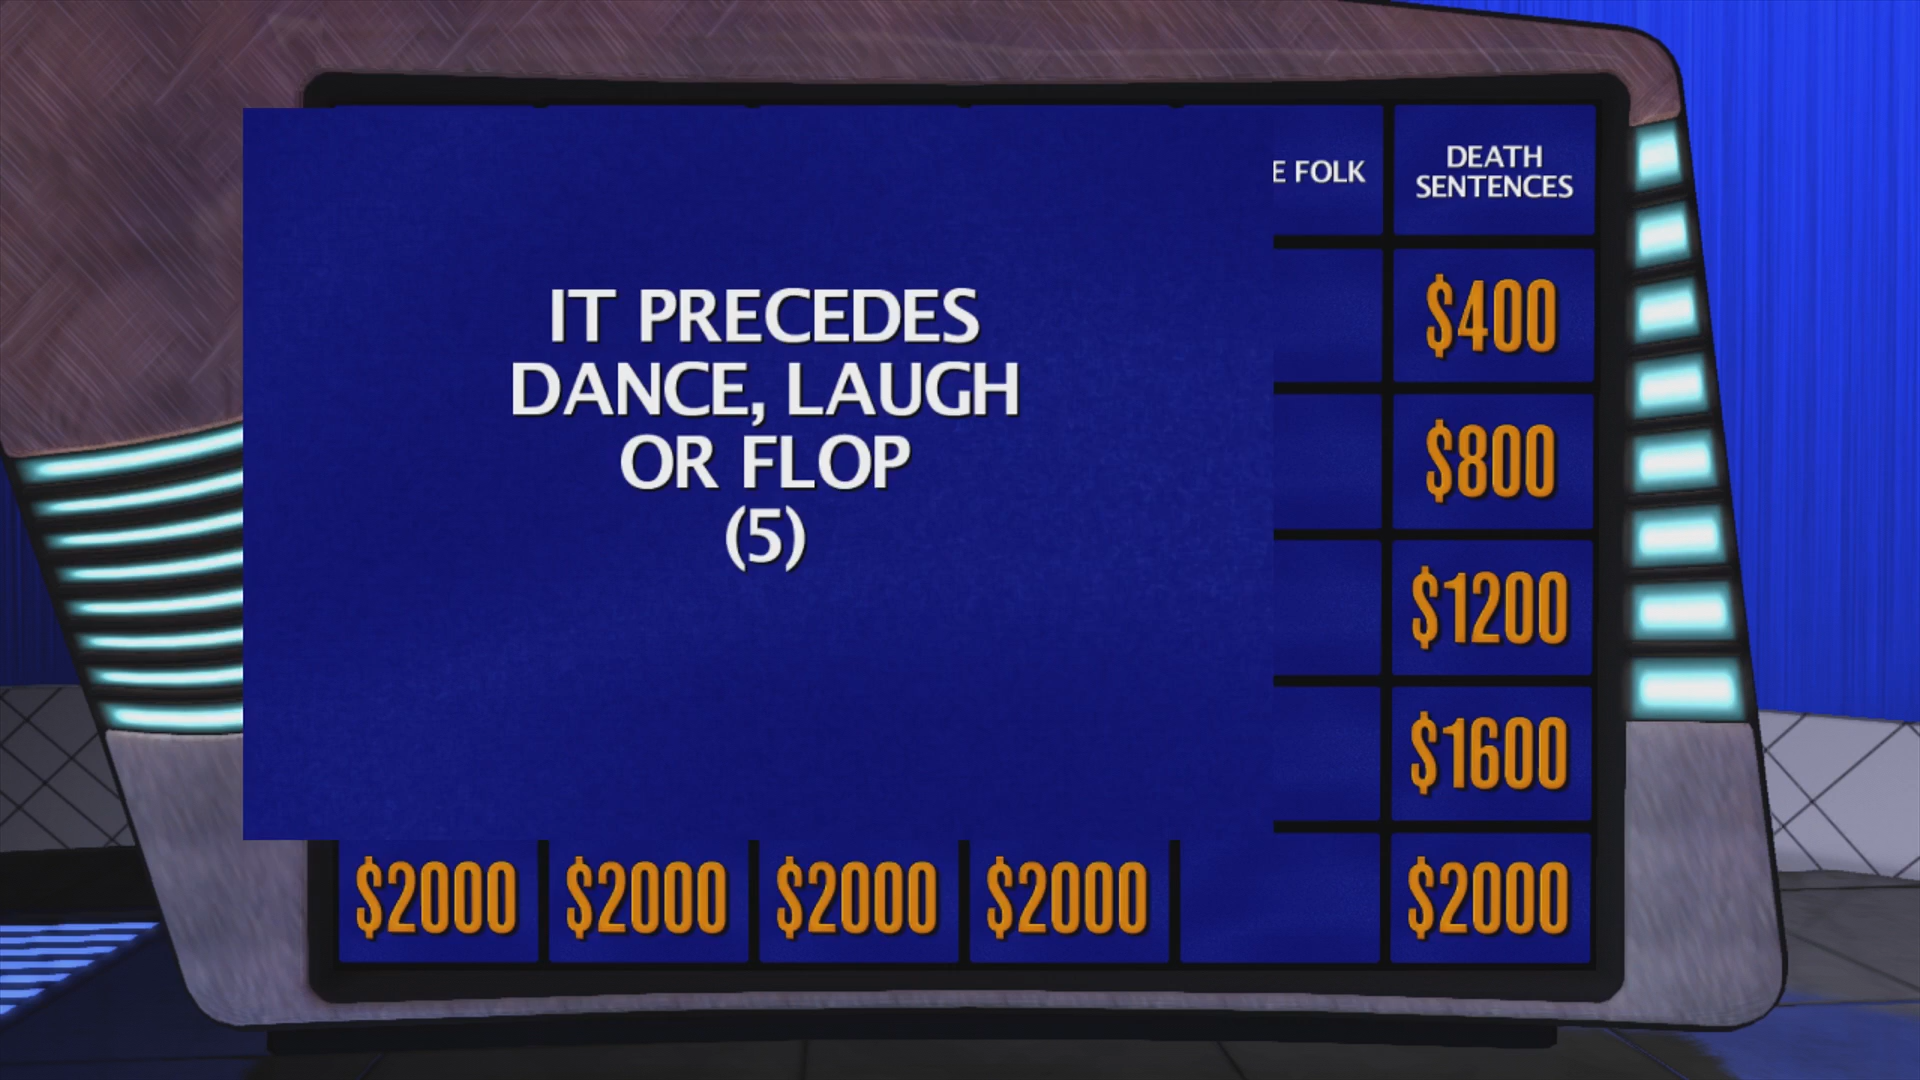 IT PRECEDES
DANCE, LAUGH
OR FLOP
(5)
E FOLK
DEATH
SENTENCES
$400
$800
$1200
$1600
$2000 $2000 $2000 $2000 $2000